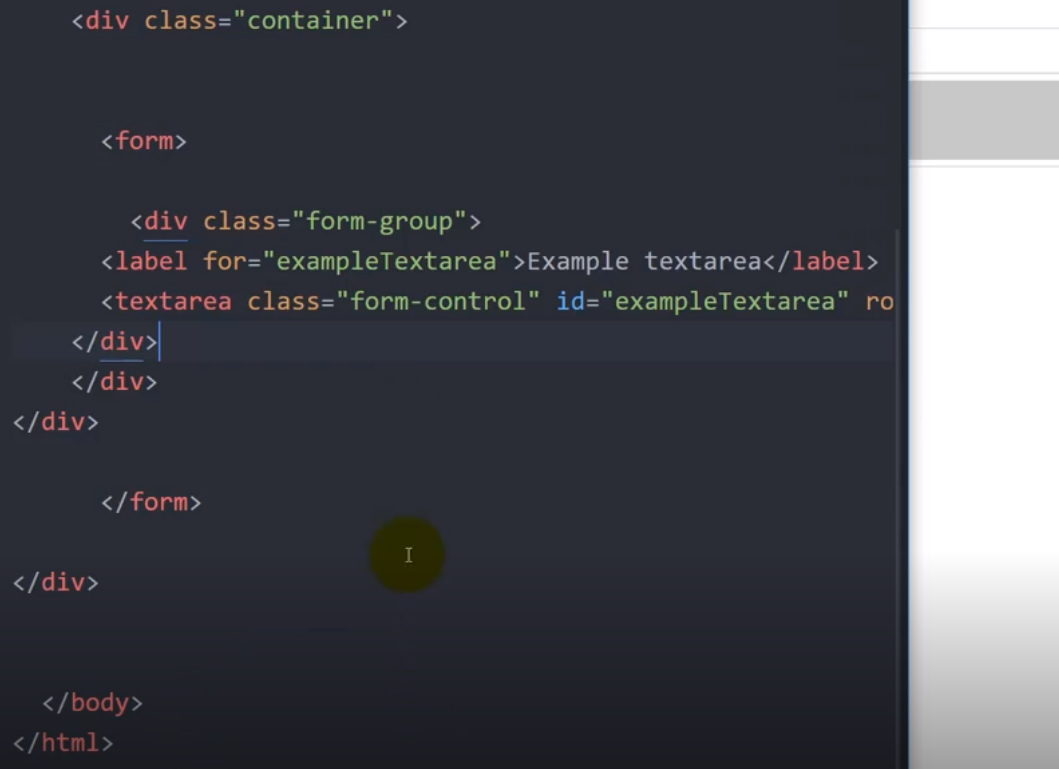 <div class="container">
<form>
<div class="form-group">
<label for="exampleTextarea">Example textarea</label>
<textarea class="form-control" id="exampleTextarea" ro
</div>
</div>
</div>
</form>
</div>
</body>
</html>